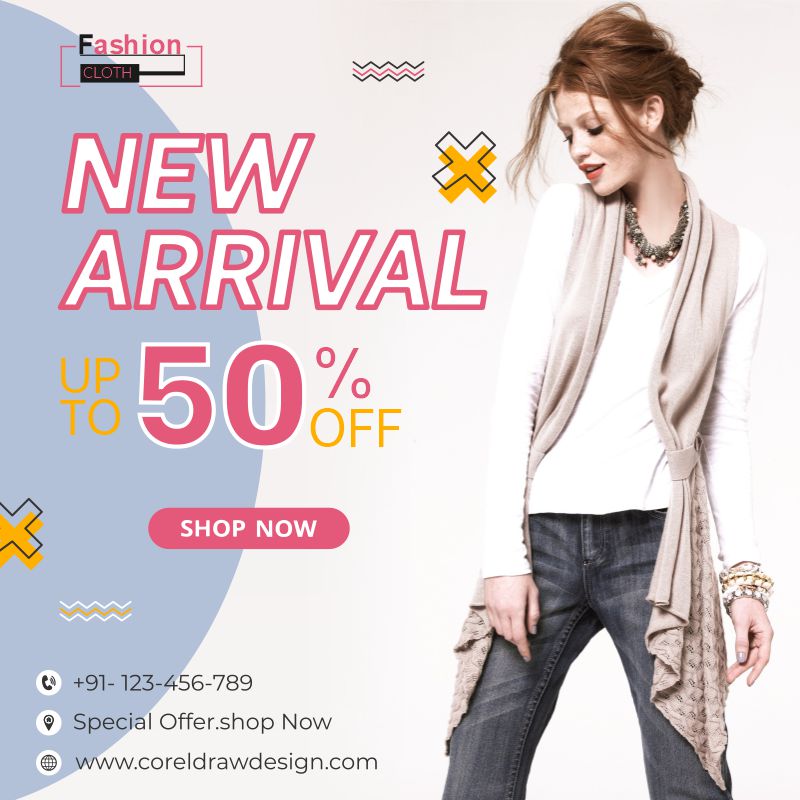 Fashion
CLOTH
NEW
ARRIVAL
UP
TO
50
%
OFF
SHOP NOW
+91- 123-456-789
Special Offer.shop Now
www.coreldrawdesign.com